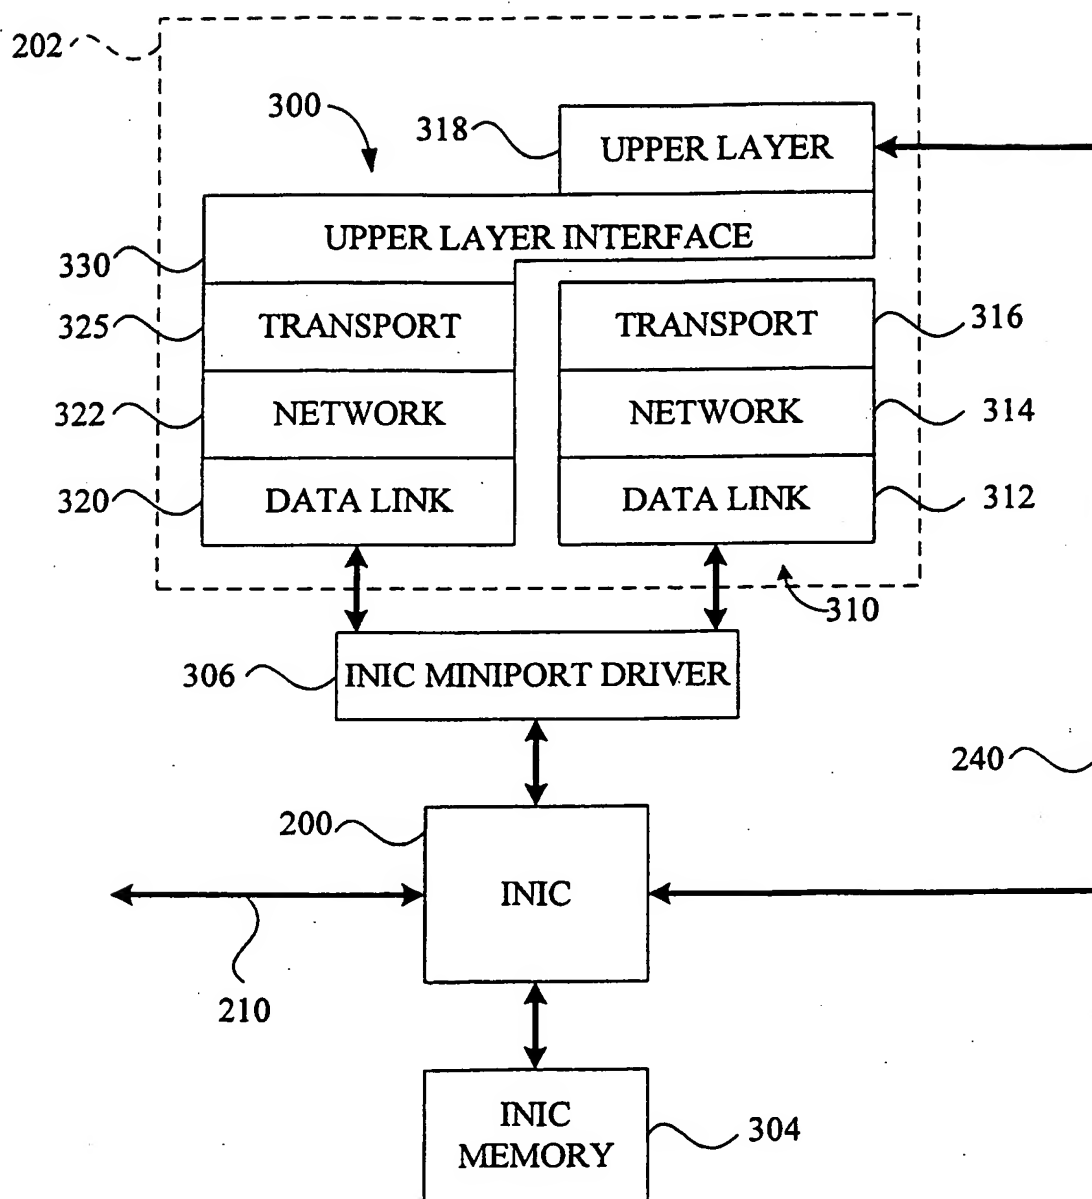 202
300
318
UPPER LAYER
UPPER LAYER INTERFACE
330
325
TRANSPORT
TRANSPORT
316
322
NETWORK
NETWORK
314
320
DATA LINK
DATA LINK
312
310
306
INIC MINIPORT DRIVER
240
200
INIC
210
INIC
MEMORY
304